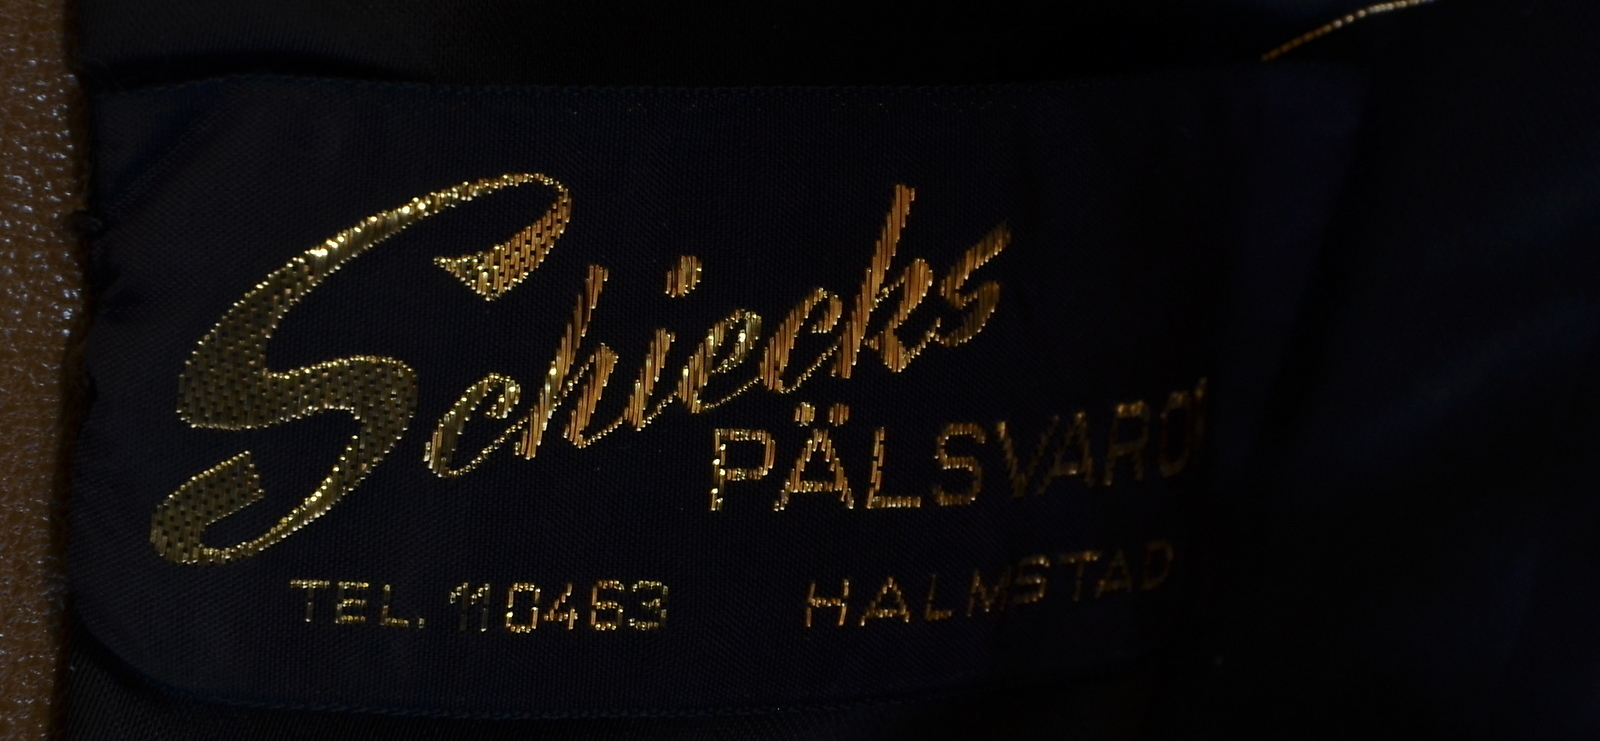 Schiecks
PÄLSVARO
TEL. 110463 HALMSTAD